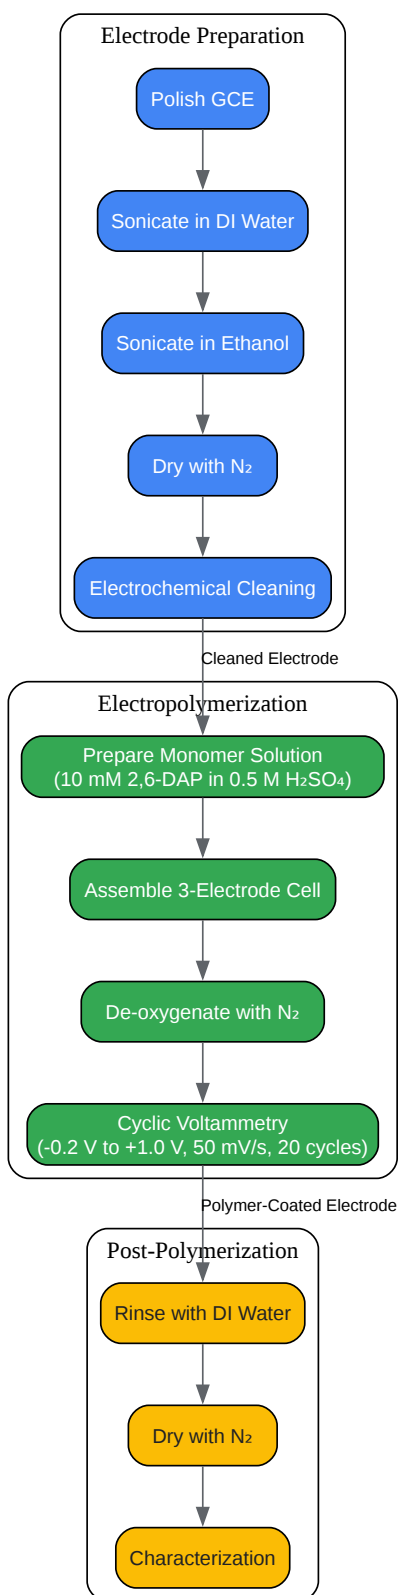 Electrode Preparation
Polish GCE
Sonicate in DI Water
Sonicate in Ethanol
Dry with N₂
Electrochemical Cleaning
Cleaned Electrode
Electropolymerization
Prepare Monomer Solution
(10 mM 2,6-DAP in 0.5 M H₂SO₄)
Assemble 3-Electrode Cell
De-oxygenate with N₂
Cyclic Voltammetry
(-0.2 V to +1.0 V, 50 mV/s, 20 cycles)
Polymer-Coated Electrode
Post-Polymerization
Rinse with DI Water
Dry with N₂
Characterization